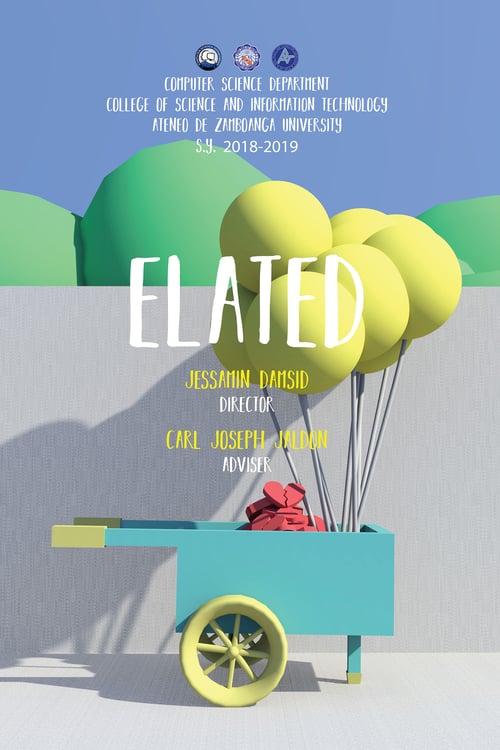 COMPUTER SCIENCE DEPARTMENT
COLLEGE OF SCIENCE AND INFORMATION TECHNOLOGY
ATENEO DE ZAMBOANGA UNIVERSITY
S.Y. 2018-2019
ELATED
JESSAMIN DAMSID
DIRECTOR
CARL JOSEPH JALDON
ADVISER